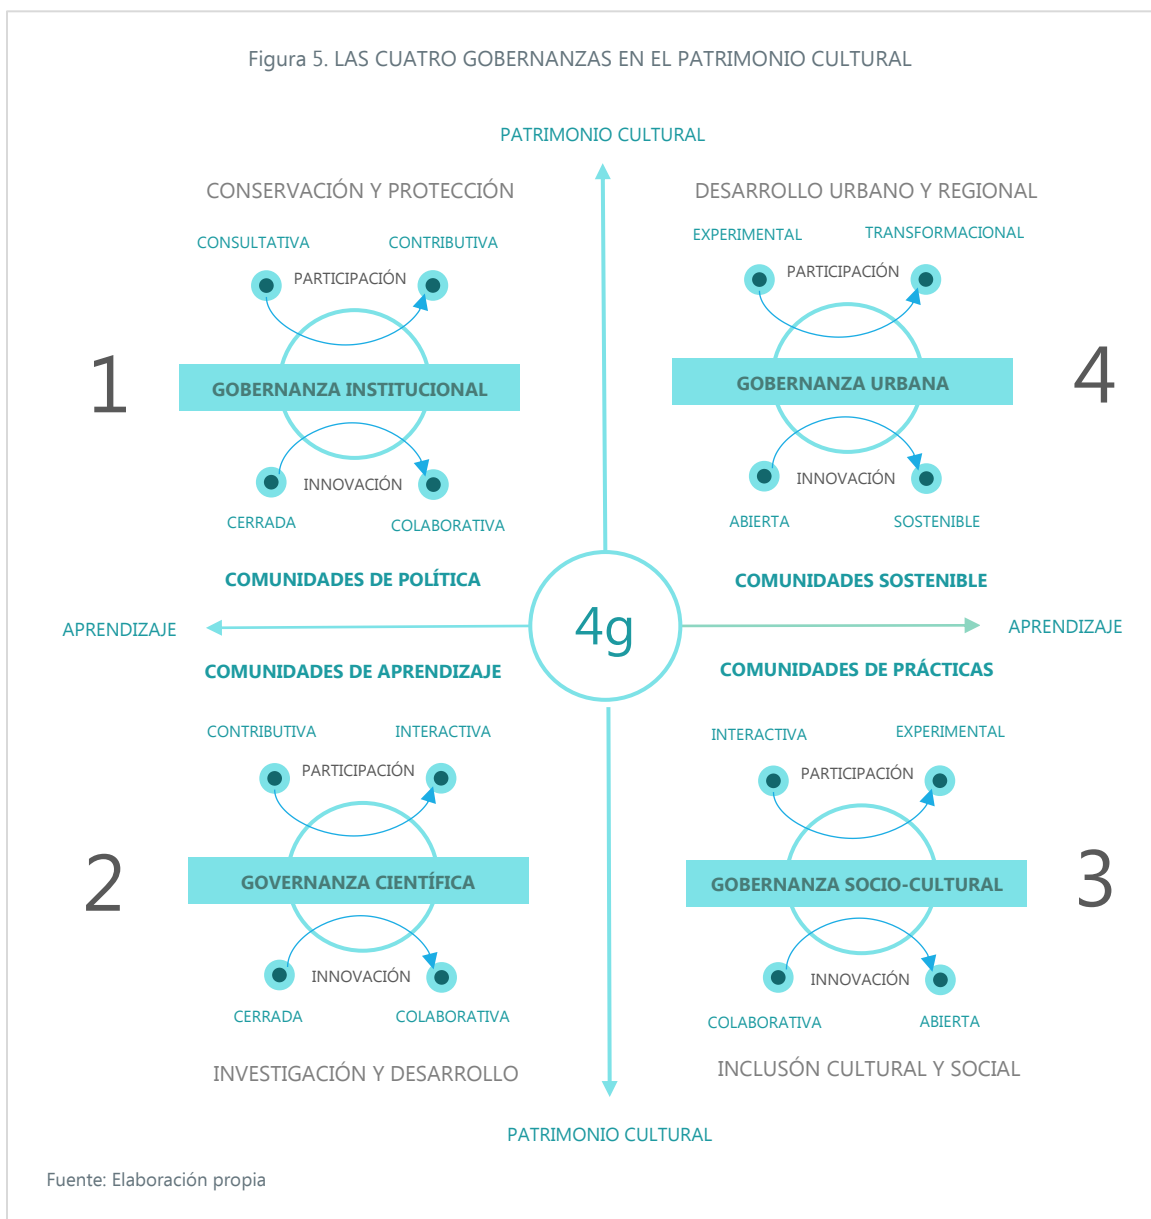 Figura 5. LAS CUATRO GOBERNANZAS EN EL PATRIMONIO CULTURAL
PATRIMONIO CULTURAL
CONSERVACIÓN Y PROTECCIÓN
CONSULTATIVA
CONTRIBUTIVA
PARTICIPACIÓN
1
GOBERNANZA INSTITUCIONAL
INNOVACIÓN
CERRADA
COLABORATIVA
COMUNIDADES DE POLÍTICA
DESARROLLO URBANO Y REGIONAL
EXPERIMENTAL
TRANSFORMACIONAL
PARTICIPACIÓN
GOBERNANZA URBANA
4
INNOVACIÓN
ABIERTA
SOSTENIBLE
COMUNIDADES SOSTENIBLE
APRENDIZAJE
4g
APRENDIZAJE
COMUNIDADES DE APRENDIZAJE
CONTRIBUTIVA
INTERACTIVA
PARTICIPACIÓN
2
GOVERNANZA CIENTÍFICA
INNOVACIÓN
CERRADA
COLABORATIVA
INVESTIGACIÓN Y DESARROLLO
COMUNIDADES DE PRÁCTICAS
INTERACTIVA
EXPERIMENTAL
PARTICIPACIÓN
GOBERNANZA SOCIO-CULTURAL
3
INNOVACIÓN
COLABORATIVA
ABIERTA
INCLUSÓN CULTURAL Y SOCIAL
PATRIMONIO CULTURAL
Fuente: Elaboración propia